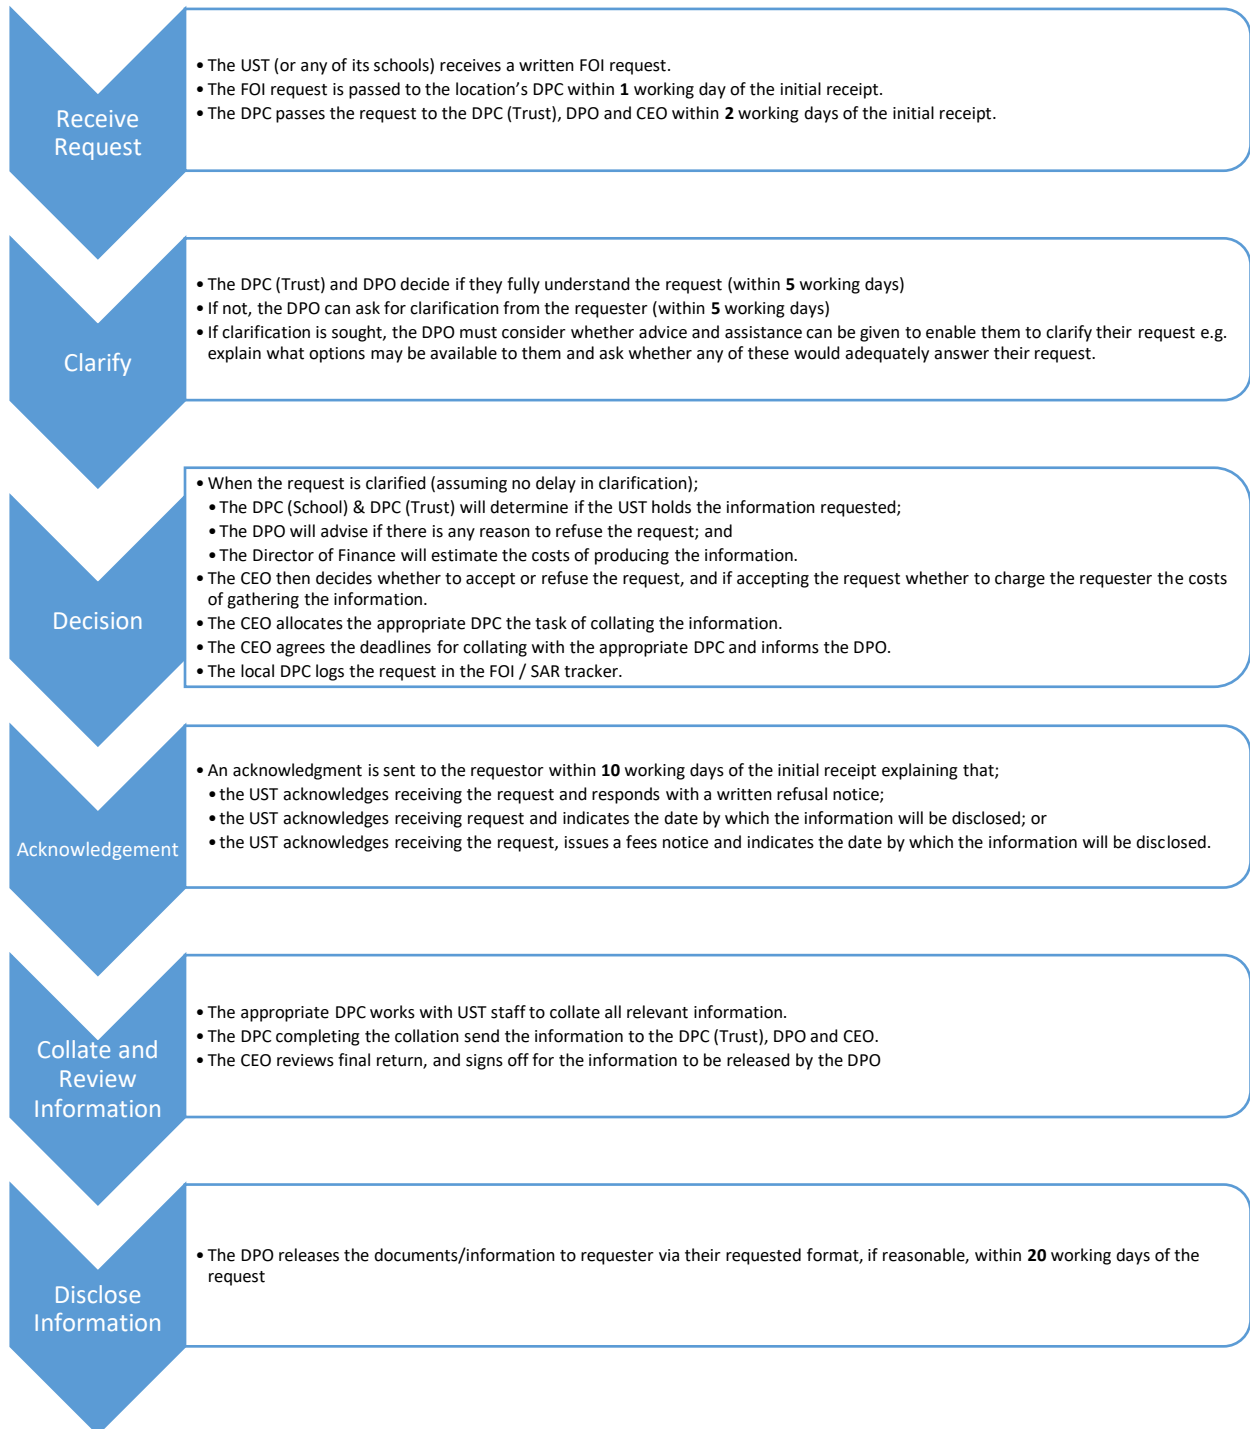 Receive
Request
• The UST (or any of its schools) receives a written FOI request.
• The FOI request is passed to the location's DPC within 1 working day of the initial receipt.
• The DPC passes the request to the DPC (Trust), DPO and CEO within 2 working days of the initial receipt.
Clarify
• The DPC (Trust) and DPO decide if they fully understand the request (within 5 working days)
• If not, the DPO can ask for clarification from the requester (within 5 working days)
• If clarification is sought, the DPO must consider whether advice and assistance can be given to enable them to clarify their request e.g.
explain what options may be available to them and ask whether any of these would adequately answer their request.
Decision
• When the request is clarified (assuming no delay in clarification);
• The DPC (School) & DPC (Trust) will determine if the UST holds the information requested;
• The DPO will advise if there is any reason to refuse the request; and
• The Director of Finance will estimate the costs of producing the information.
• The CEO then decides whether to accept or refuse the request, and if accepting the request whether to charge the requester the costs
of gathering the information.
• The CEO allocates the appropriate DPC the task of collating the information.
• The CEO agrees the deadlines for collating with the appropriate DPC and informs the DPO.
• The local DPC logs the request in the FOI / SAR tracker.
Acknowledgement
• An acknowledgment is sent to the requestor within 10 working days of the initial receipt explaining that;
• the UST acknowledges receiving the request and responds with a written refusal notice;
• the UST acknowledges receiving request and indicates the date by which the information will be disclosed; or
• the UST acknowledges receiving the request, issues a fees notice and indicates the date by which the information will be disclosed.
Collate and
Review
Information
• The appropriate DPC works with UST staff to collate all relevant information.
• The DPC completing the collation send the information to the DPC (Trust), DPO and CEO.
• The CEO reviews final return, and signs off for the information to be released by the DPO
Disclose
Information
• The DPO releases the documents/information to requester via their requested format, if reasonable, within 20 working days of the
request